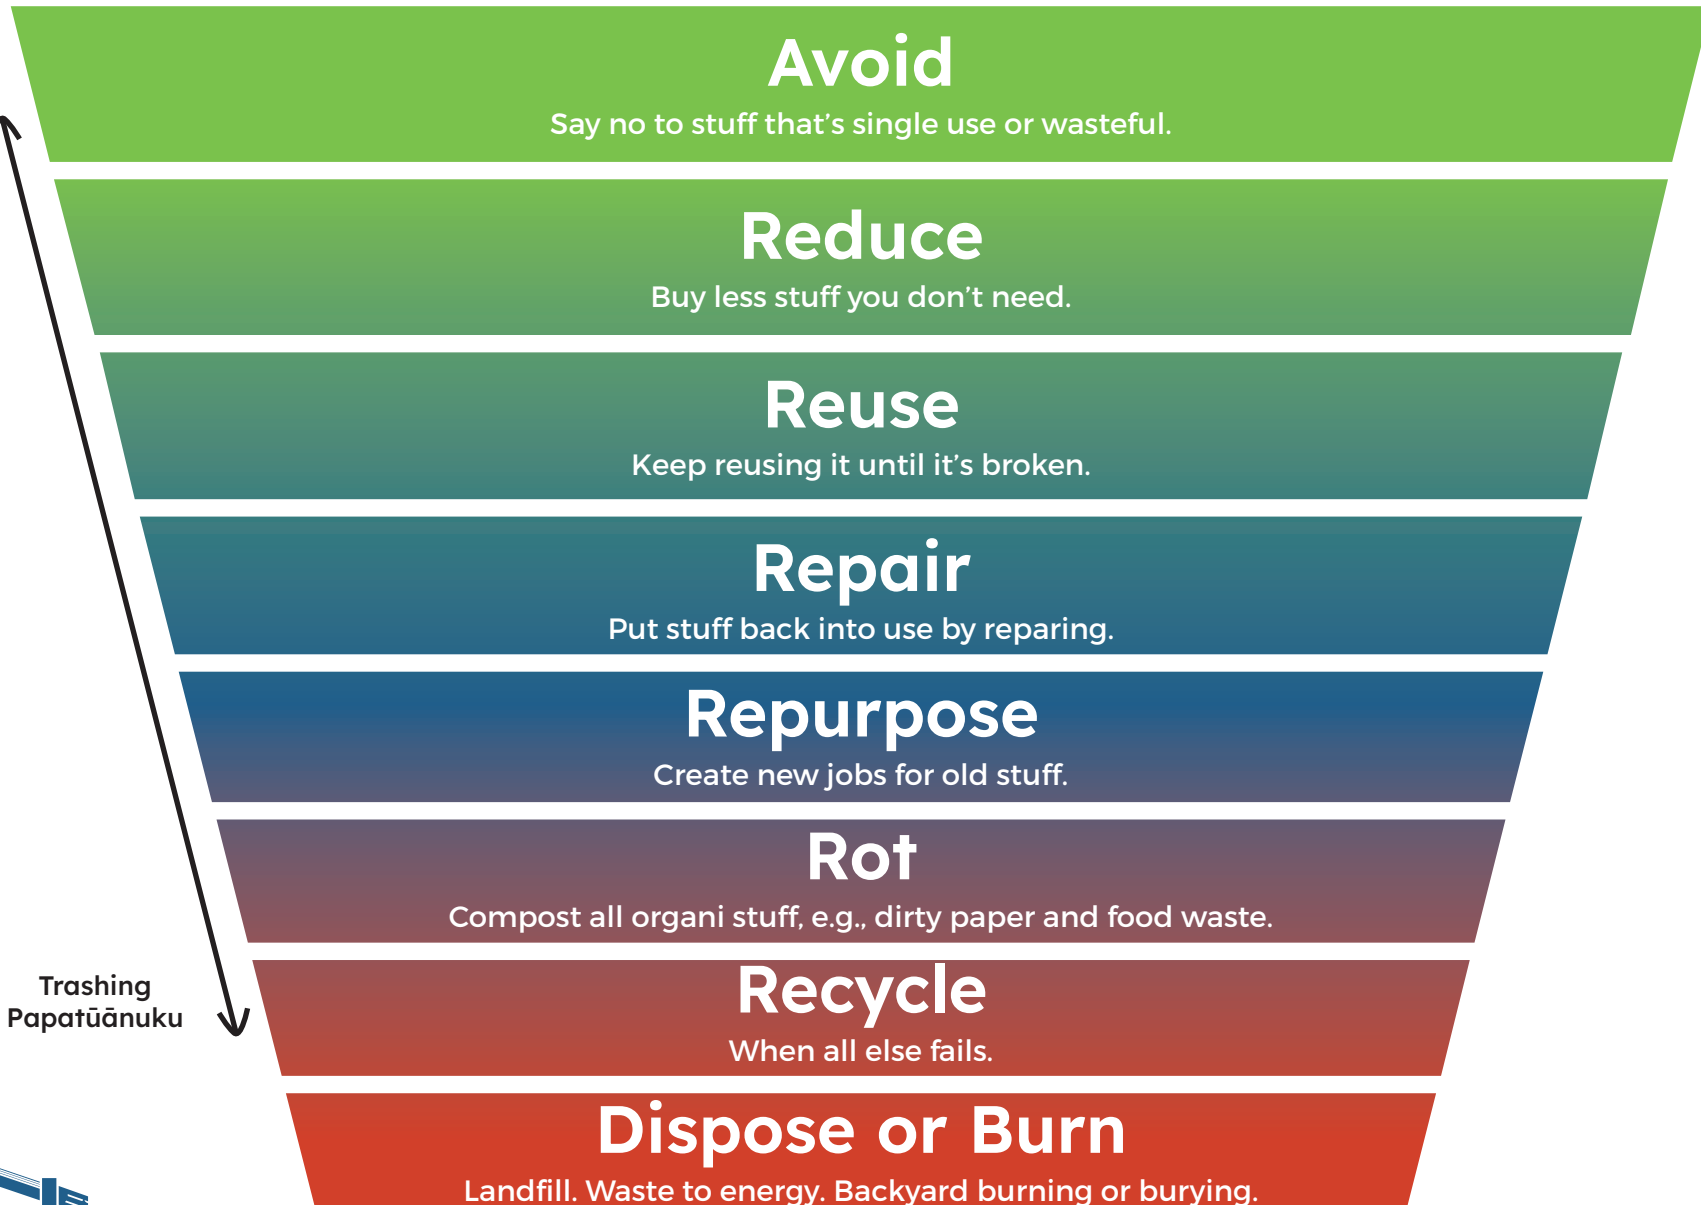 Avoid
Say no to stuff that's single use or wasteful.
Reduce
Buy less stuff you don't need.
Reuse
Keep reusing it until it's broken.
Repair
Put stuff back into use by reparing.
Repurpose
Create new jobs for old stuff.
Rot
Compost all organi stuff, e.g., dirty paper and food waste.
Recycle
When all else fails.
Trashing
Papatūānuku
Dispose or Burn
Landfill. Waste to energy. Backyard burning or burying.